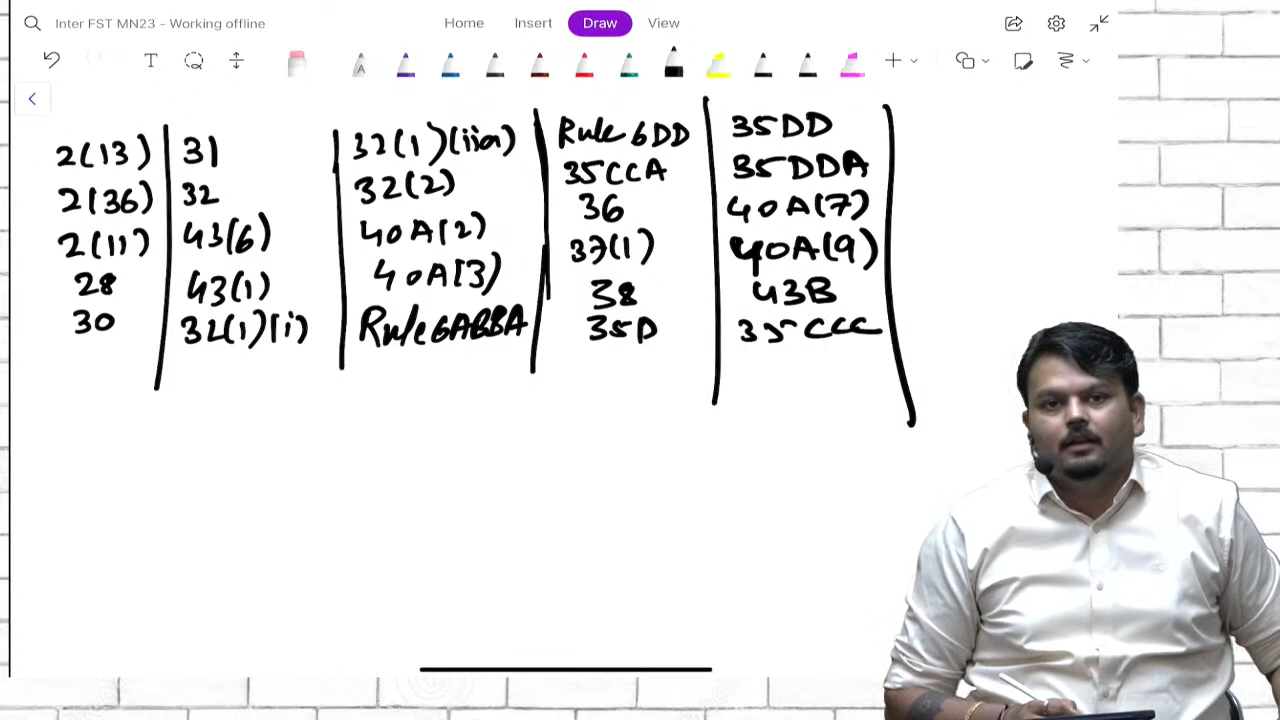 Inter FST MN23 - Working offline
Home Insert Draw View
2(13)
2(36)
2(11)
28
30
31
32
43(6)
43(1)
32(1)(i)
32(1)(iia)
32(2)
40A(2)
40A(3)
Rule 6ABBA
Rule 6DD
35CCA
36
37(1)
38
35D
35DD
35DDA
40A(7)
40A(9)
43B
35CCC